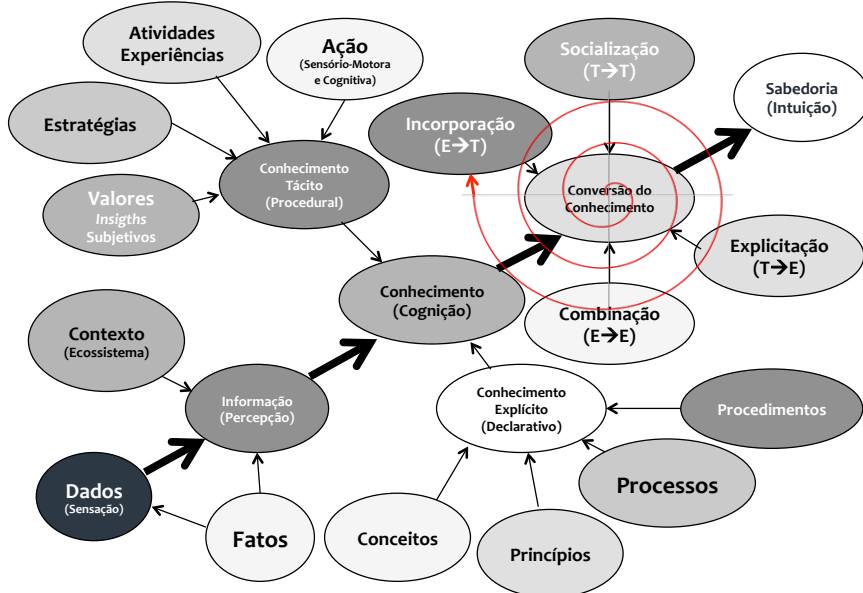 Atividades
Experiências
Ação
(Sensório-Motora
e Cognitiva)
Socialização
(T→T)
Sabedoria
(Intuição)
Estratégias
Incorporação
(E→T)
Conhecimento
Tácito
(Procedural)
Conversão do
Conhecimento
Valores
Insigths
Subjetivos
Explicitação
(T→E)
Conhecimento
(Cognição)
Combinação
(E→E)
Contexto
(Ecossistema)
Informação
(Percepção)
Conhecimento
Explícito
(Declarativo)
Procedimentos
Dados
(Sensação)
Processos
Fatos
Conceitos
Princípios